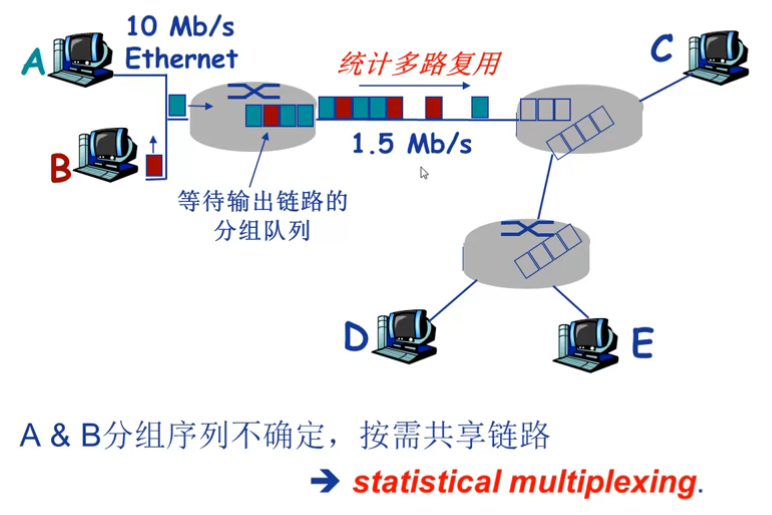 10 Mb/s
Ethernet
A
B
统计多路复用
1.5 Mb/s
C
等待输出链路的
分组队列
D
E
A & B分组序列不确定，按需共享链路
➔ statistical multiplexing.